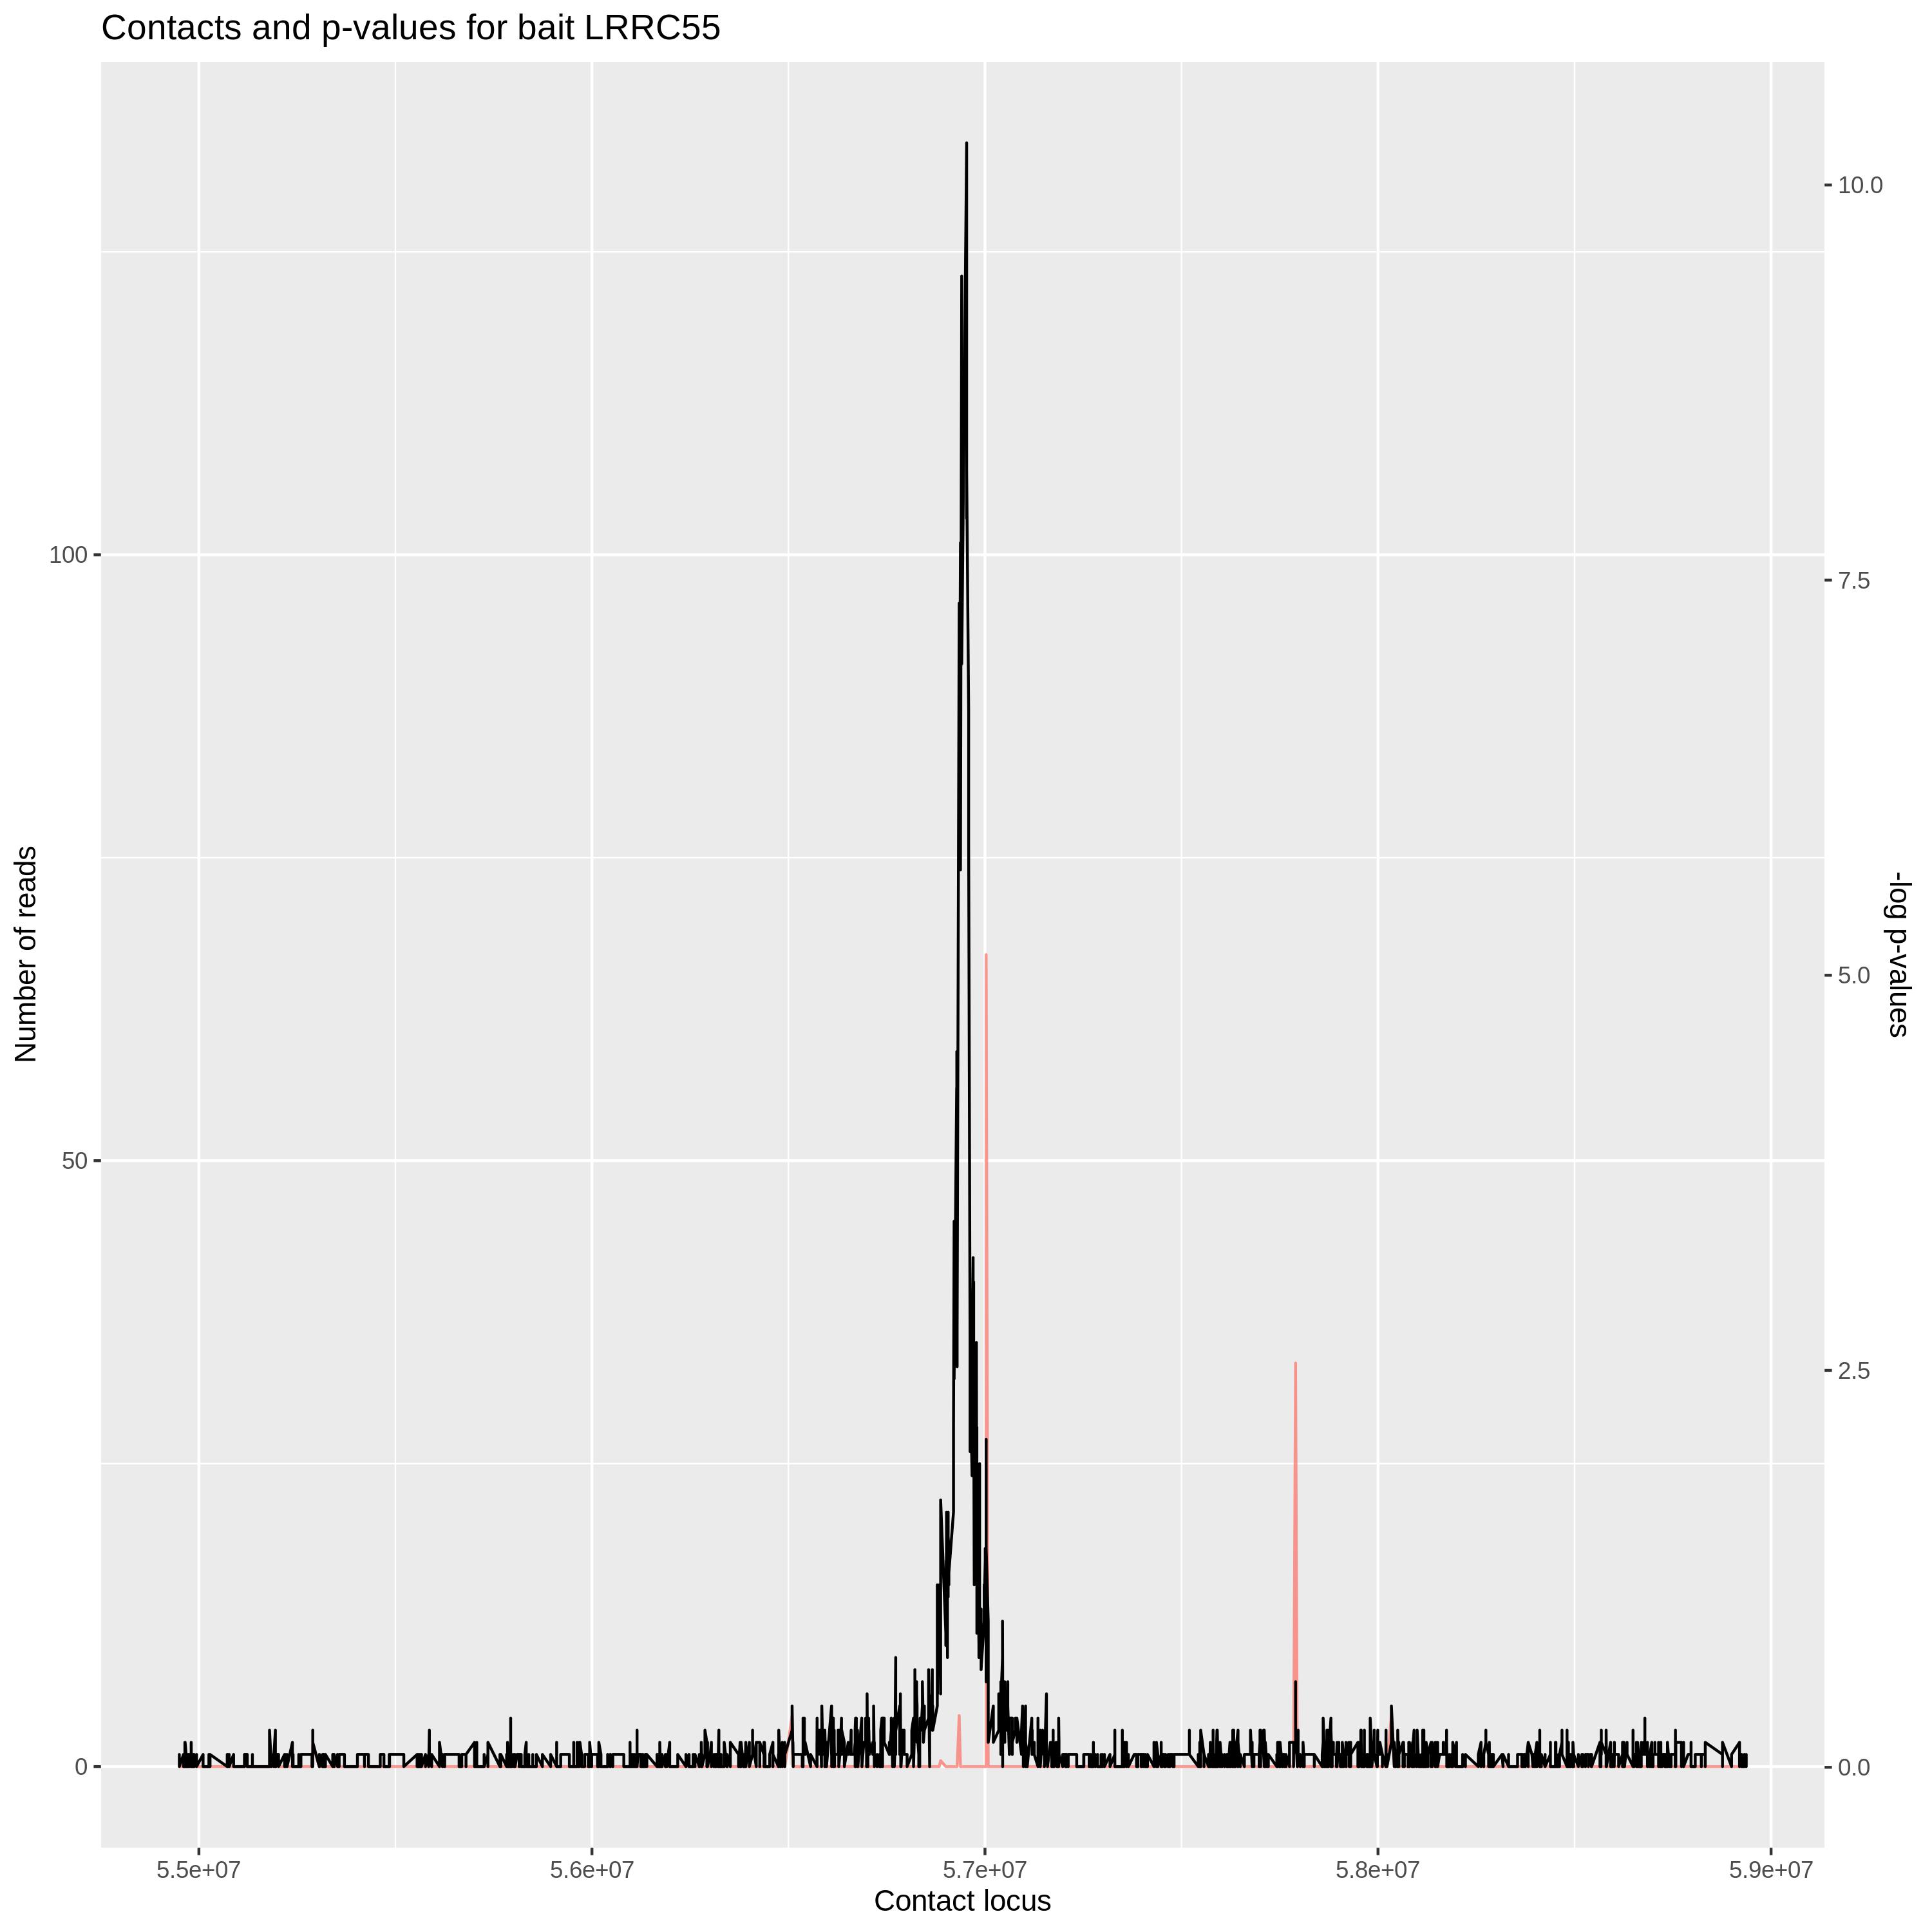 Contacts and p-values for bait LRRC55
10.0
100
7.5
Number of reads
-log p-values
5.0
50
2.5
0
0.0
5.5e+07
5.6e+07
5.7e+07
5.8e+07
5.9e+07
Contact locus